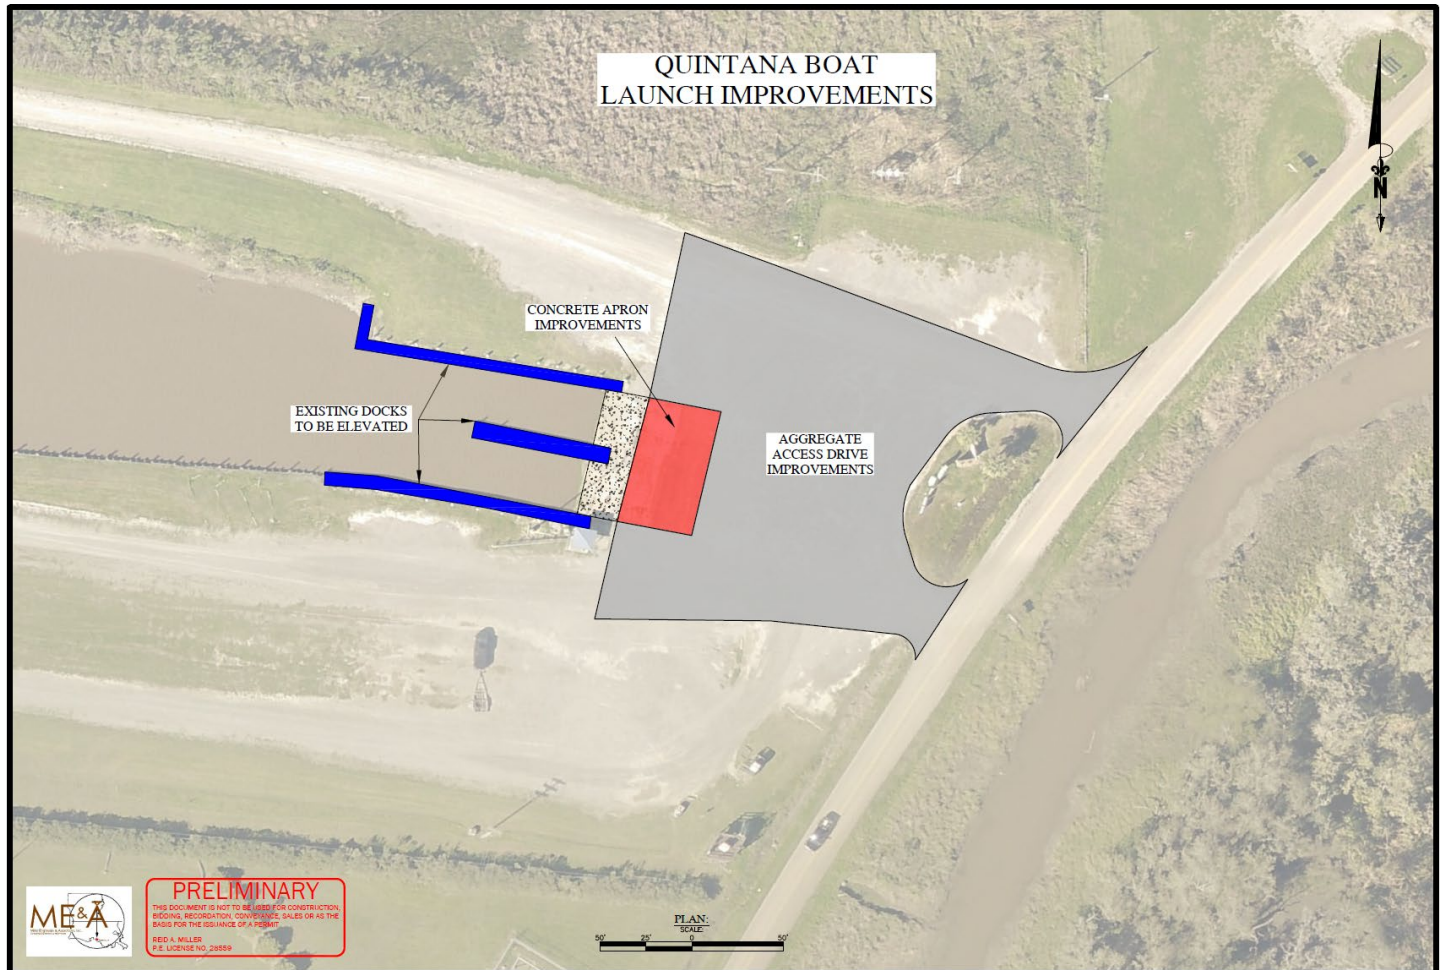 QUINTANA BOAT
LAUNCH IMPROVEMENTS
N
CONCRETE APRON
IMPROVEMENTS
EXISTING DOCKS
TO BE ELEVATED
AGGREGATE
ACCESS DRIVE
IMPROVEMENTS
ME&A
PRELIMINARY
THIS DOCUMENT IS NOT TO BE USED FOR CONSTRUCTION,
BIDDING, RECORDATION, CONVEYANCE, SALES OR AS THE
BASIS FOR THE ISSUANCE OF A PERMIT
REID A. MILLER
P.E. LICENSE NO. 28559
PLAN:
SCALE:
50' 25' 0 50'